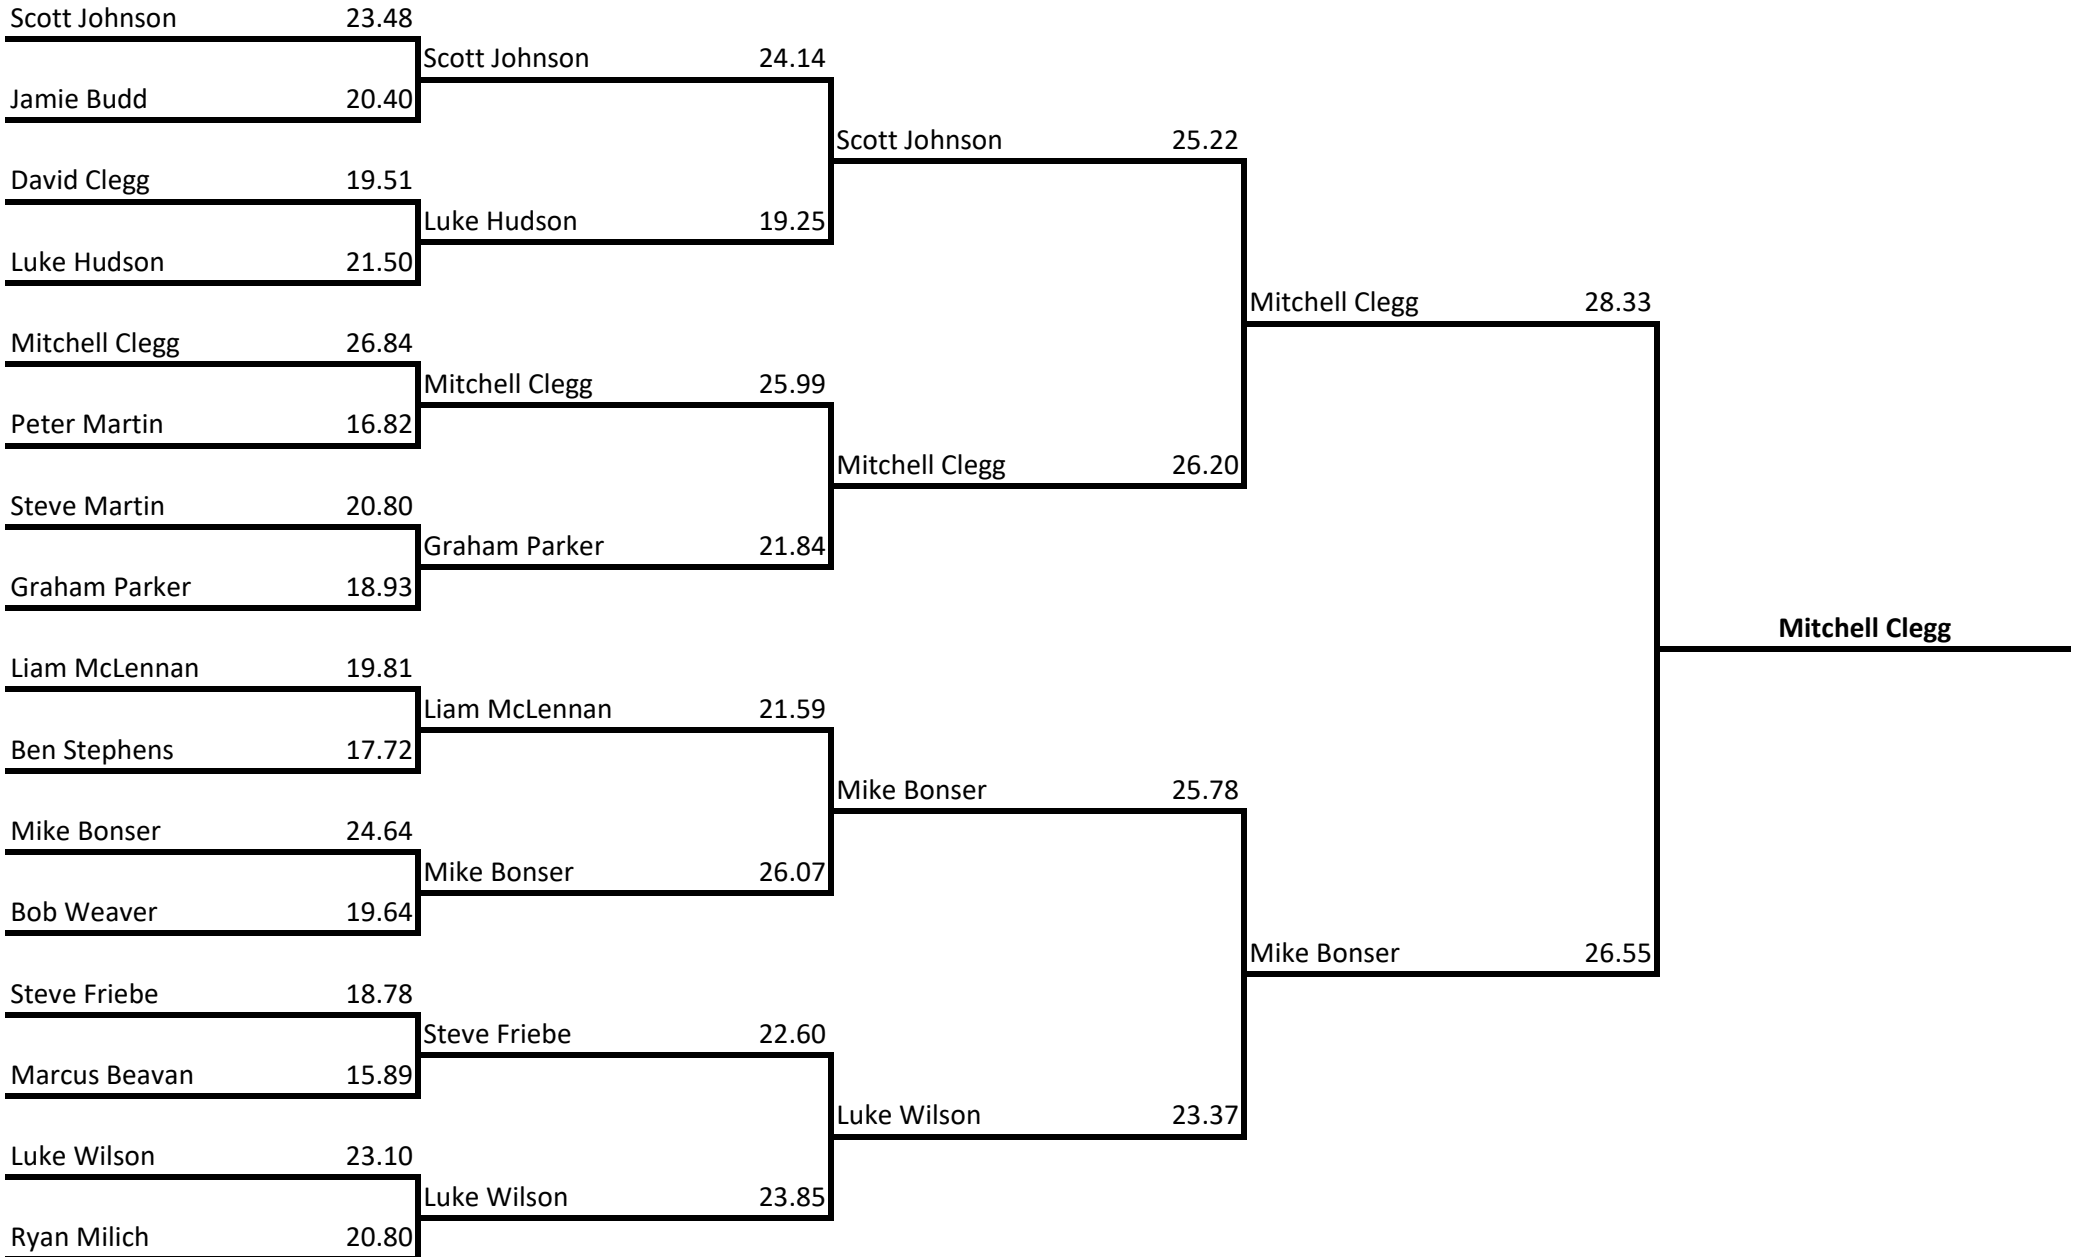 Scott Johnson 23.48
Scott Johnson 24.14
Jamie Budd 20.40
Scott Johnson 25.22
David Clegg 19.51
Luke Hudson 19.25
Luke Hudson 21.50
Mitchell Clegg 28.33
Mitchell Clegg 26.84
Mitchell Clegg 25.99
Peter Martin 16.82
Mitchell Clegg 26.20
Steve Martin 20.80
Graham Parker 21.84
Graham Parker 18.93
Mitchell Clegg
Liam McLennan 19.81
Liam McLennan 21.59
Ben Stephens 17.72
Mike Bonser 25.78
Mike Bonser 24.64
Mike Bonser 26.07
Bob Weaver 19.64
Mike Bonser 26.55
Steve Friebe 18.78
Steve Friebe 22.60
Marcus Beavan 15.89
Luke Wilson 23.37
Luke Wilson 23.10
Luke Wilson 23.85
Ryan Milich 20.80